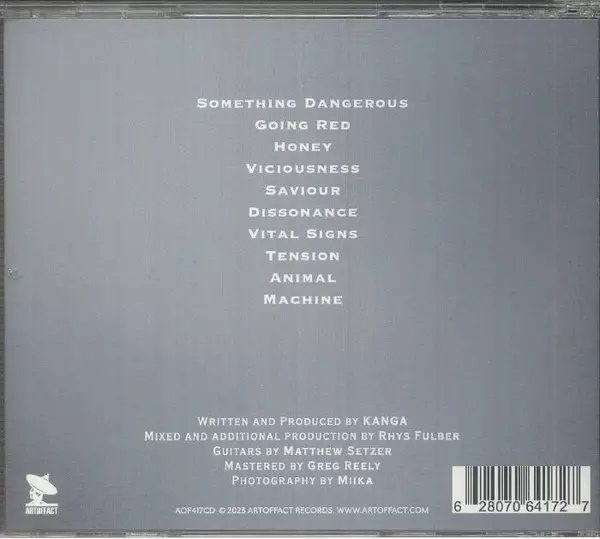 Something Dangerous
Going Red
Honey
Viciousness
Saviour
Dissonance
Vital Signs
Tension
Animal
Machine
Written and Produced by KANGA
Mixed and additional production by Rhys Fulber
Guitars by Matthew Setzer
Mastered by Greg Reely
Photography by Miika
ARTOFFACT
AOF417CD © 2023 ARTOFFACT RECORDS. WWW.ARTOFFACT.COM
6 28070 64172 7